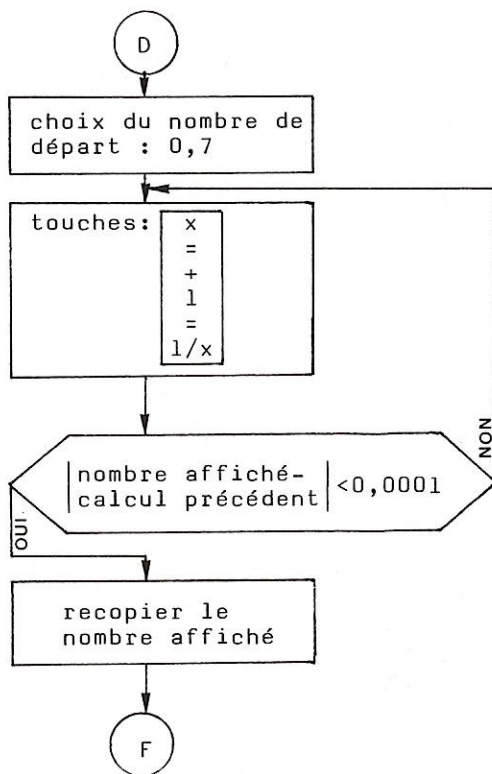 D
choix du nombre de
départ : 0,7
touches:
x
=
+
1
=
1/x
NON
nombre affiché-
calcul précédent
<0,0001
OUI
recopier le
nombre affiché
F